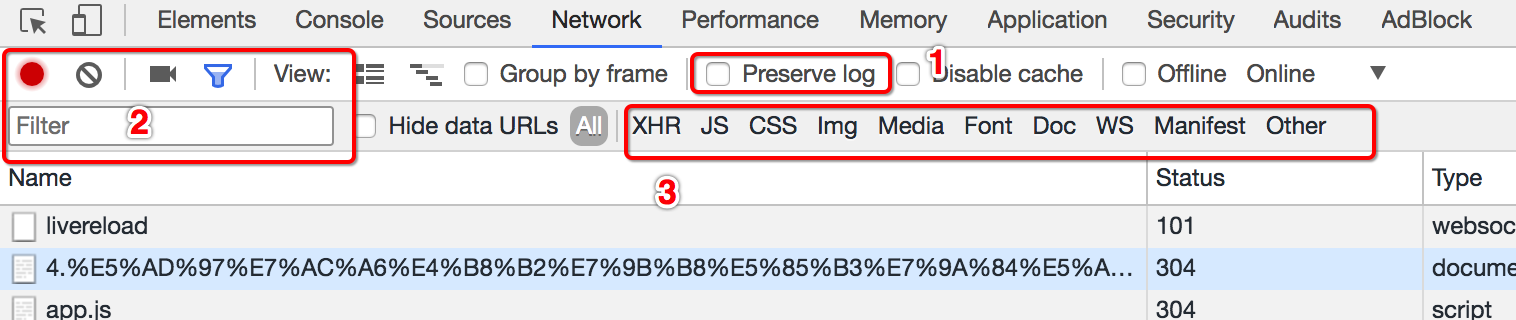 Elements Console Sources Network Performance Memory Application Security Audits AdBlock
View: Group by frame Preserve log 1 Disable cache Offline Online
Filter 2 Hide data URLs All XHR JS CSS Img Media Font Doc WS Manifest Other
Name 3 Status Type
livereload 101 websoc
4.%E5%AD%97%E7%AC%A6%E4%B8%B2%E7%9B%B8%E5%85%B3%E7%9A%84%E5%A... 304 docume
app.js 304 script